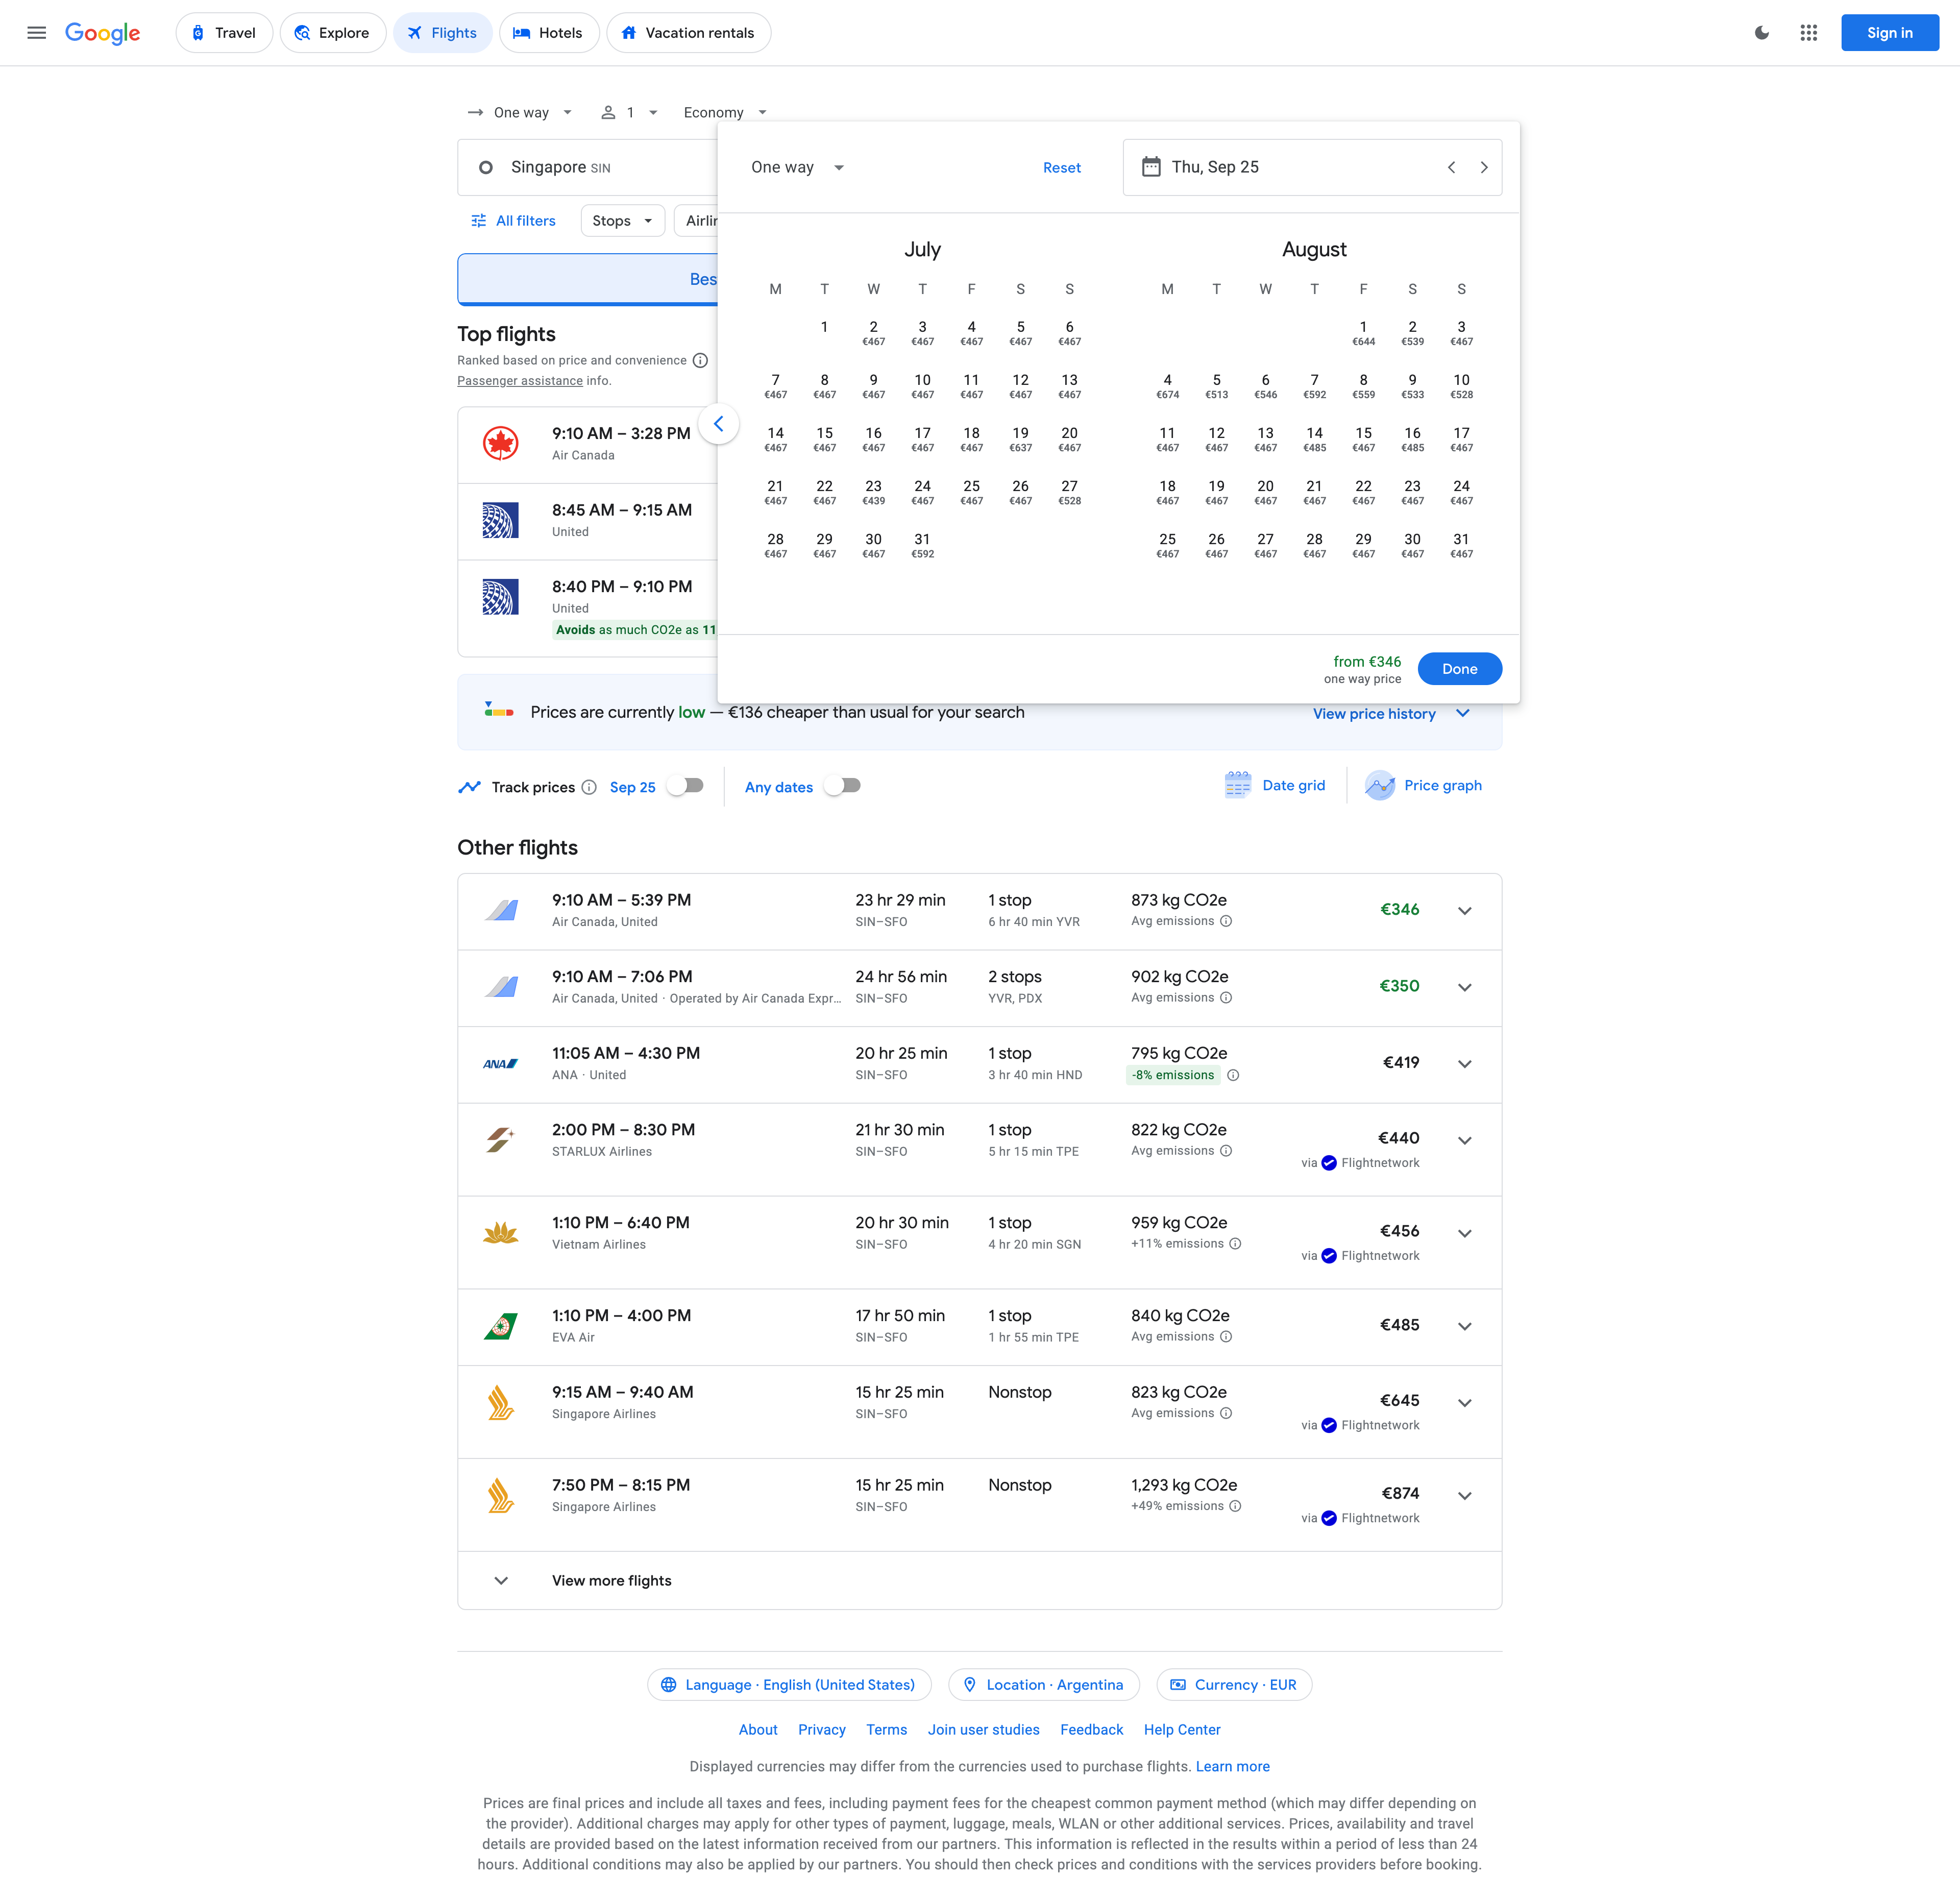 Google
Travel
Explore
Flights
Hotels
Vacation rentals
Sign in
One way
1
Economy
Singapore SIN
All filters
Stops
Airlin
Bes
Top flights
Ranked based on price and convenience
Passenger assistance info.
9:10 AM – 3:28 PM
Air Canada
8:45 AM – 9:15 AM
United
8:40 PM – 9:10 PM
United
Avoids as much CO2e as 11
One way
Reset
Thu, Sep 25
July
M T W T F S S
1 2 3 4 5 6
€467 €467 €467 €467 €467
7 8 9 10 11 12 13
€467 €467 €467 €467 €467 €467 €467
14 15 16 17 18 19 20
€467 €467 €467 €467 €467 €637 €467
21 22 23 24 25 26 27
€467 €467 €439 €467 €467 €467 €528
28 29 30 31
€467 €467 €467 €592
August
M T W T F S S
1 2 3
€644 €539 €467
4 5 6 7 8 9 10
€674 €513 €546 €592 €559 €533 €528
11 12 13 14 15 16 17
€467 €467 €467 €485 €467 €485 €467
18 19 20 21 22 23 24
€467 €467 €467 €467 €467 €467 €467
25 26 27 28 29 30 31
€467 €467 €467 €467 €467 €467 €467
from €346
one way price
Done
Prices are currently low — €136 cheaper than usual for your search
View price history
Track prices
Sep 25
Any dates
Date grid
Price graph
Other flights
9:10 AM – 5:39 PM 23 hr 29 min 1 stop 873 kg CO2e €346
Air Canada, United SIN–SFO 6 hr 40 min YVR Avg emissions
9:10 AM – 7:06 PM 24 hr 56 min 2 stops 902 kg CO2e €350
Air Canada, United · Operated by Air Canada Expr... SIN–SFO YVR, PDX Avg emissions
ANA 11:05 AM – 4:30 PM 20 hr 25 min 1 stop 795 kg CO2e €419
ANA · United SIN–SFO 3 hr 40 min HND -8% emissions
2:00 PM – 8:30 PM 21 hr 30 min 1 stop 822 kg CO2e €440
STARLUX Airlines SIN–SFO 5 hr 15 min TPE Avg emissions via Flightnetwork
1:10 PM – 6:40 PM 20 hr 30 min 1 stop 959 kg CO2e €456
Vietnam Airlines SIN–SFO 4 hr 20 min SGN +11% emissions via Flightnetwork
1:10 PM – 4:00 PM 17 hr 50 min 1 stop 840 kg CO2e €485
EVA Air SIN–SFO 1 hr 55 min TPE Avg emissions
9:15 AM – 9:40 AM 15 hr 25 min Nonstop 823 kg CO2e €645
Singapore Airlines SIN–SFO Avg emissions via Flightnetwork
7:50 PM – 8:15 PM 15 hr 25 min Nonstop 1,293 kg CO2e €874
Singapore Airlines SIN–SFO +49% emissions via Flightnetwork
View more flights
Language · English (United States)
Location · Argentina
Currency · EUR
About Privacy Terms Join user studies Feedback Help Center
Displayed currencies may differ from the currencies used to purchase flights. Learn more
Prices are final prices and include all taxes and fees, including payment fees for the cheapest common payment method (which may differ depending on
the provider). Additional charges may apply for other types of payment, luggage, meals, WLAN or other additional services. Prices, availability and travel
details are provided based on the latest information received from our partners. This information is reflected in the results within a period of less than 24
hours. Additional conditions may also be applied by our partners. You should then check prices and conditions with the services providers before booking.